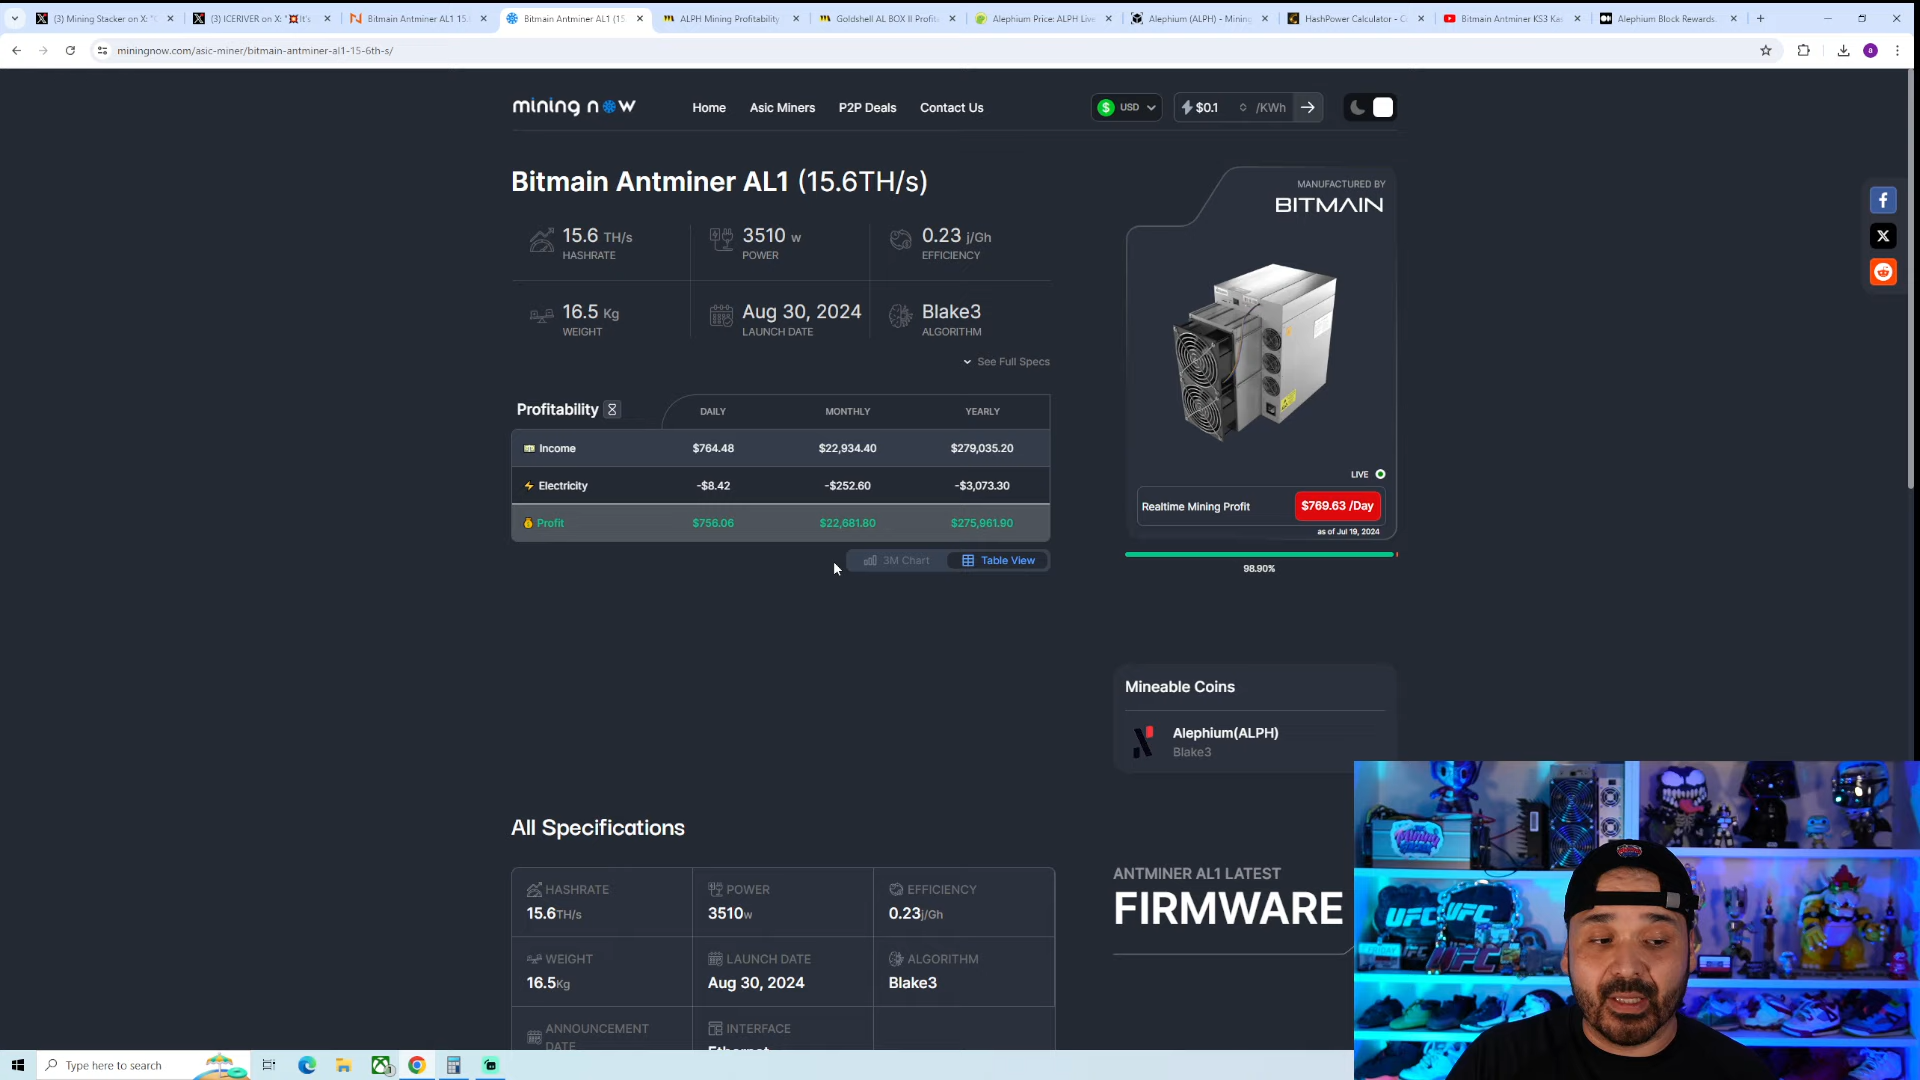 (3) Mining Stacker on X: "
(3) ICERIVER on X: "💥It's
Bitmain Antminer AL1 15.
Bitmain Antminer AL1 (15
ALPH Mining Profitability
Goldshell AL BOX II Profit
Alephium Price: ALPH Live
Alephium (ALPH) - Mining
HashPower Calculator - C
Bitmain Antminer KS3 Kas
Alephium Block Rewards
miningnow.com/asic-miner/bitmain-antminer-al1-15-6th-s/
mining now
Home
Asic Miners
P2P Deals
Contact Us
$ USD
$0.1 /KWh
Bitmain Antminer AL1 (15.6TH/s)
15.6 TH/s
HASHRATE
3510 w
POWER
0.23 j/Gh
EFFICIENCY
16.5 Kg
WEIGHT
Aug 30, 2024
LAUNCH DATE
Blake3
ALGORITHM
See Full Specs
MANUFACTURED BY
BITMAIN
Profitability DAILY MONTHLY YEARLY
Income $764.48 $22,934.40 $279,035.20
Electricity -$8.42 -$252.60 -$3,073.30
Profit $756.06 $22,681.80 $275,961.90
3M Chart
Table View
LIVE
Realtime Mining Profit $769.63 /Day
as of Jul 19, 2024
98.90%
Mineable Coins
Alephium(ALPH)
Blake3
All Specifications
HASHRATE
15.6TH/s
POWER
3510w
EFFICIENCY
0.23j/Gh
WEIGHT
16.5Kg
LAUNCH DATE
Aug 30, 2024
ALGORITHM
Blake3
ANNOUNCEMENT
DATE
INTERFACE
Ethernet
ANTMINER AL1 LATEST
FIRMWARE
UFC UFC
UFC
Type here to search